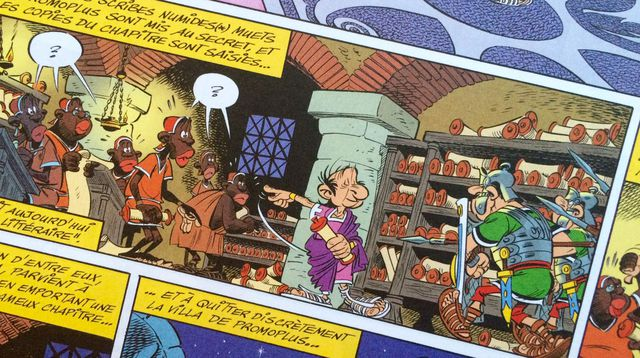 SCRIBES NUMIDES(*) MUETS
PROMOPLUS SONT MIS AU SECRET, ET
LES COPIES DU CHAPITRE SONT SAISIES...
?
?
AUJOURD'HUI
LITTÉRAIRE".
D'ENTRE EUX
PARVIENT À
EN EMPORTANT UNE
FAMEUX CHAPITRE...
... ET À QUITTER DISCRÈTEMENT
LA VILLA DE PROMOPLUS...